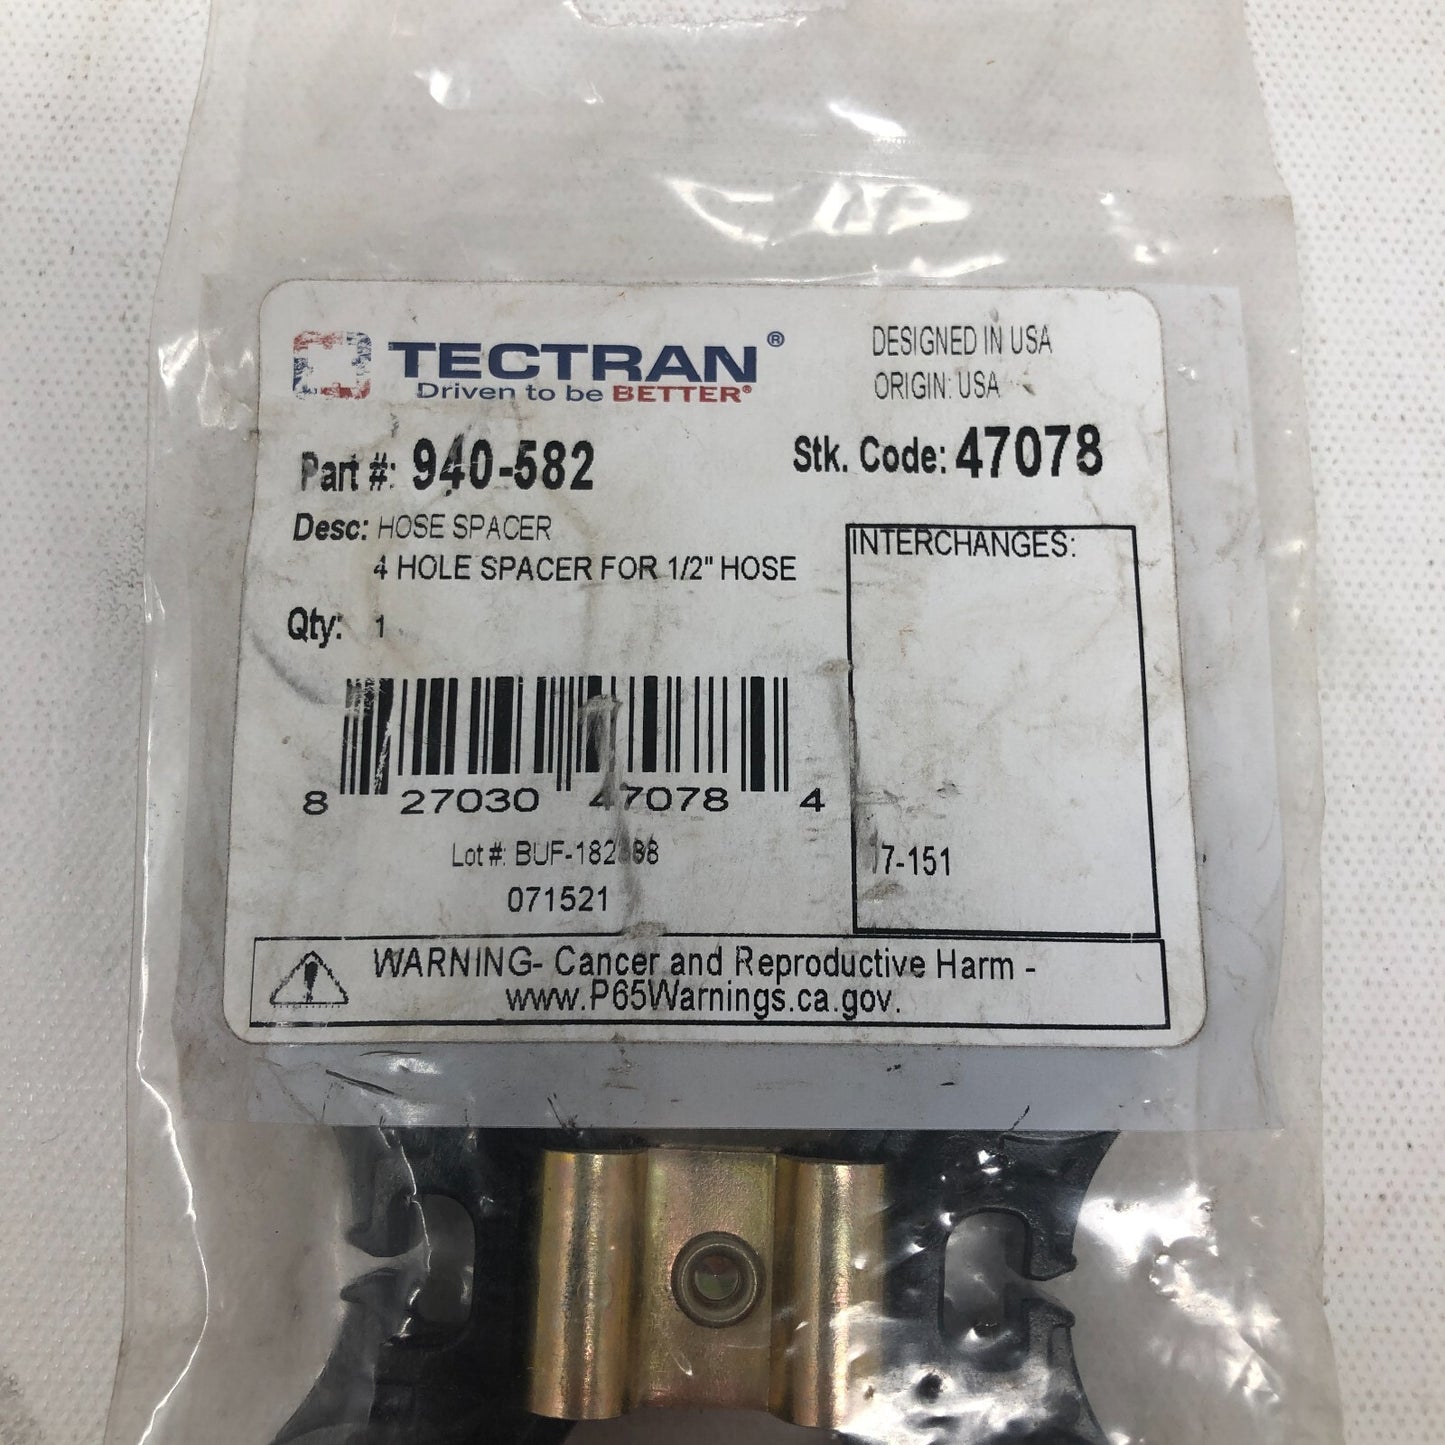 TECTRAN®
Driven to be BETTER®
DESIGNED IN USA
ORIGIN: USA
Part #: 940-582
Stk. Code: 47078
Desc: HOSE SPACER
4 HOLE SPACER FOR 1/2" HOSE
Qty: 1
INTERCHANGES:
8 27030 47078 4
Lot #:
071521
WARNING- Cancer and Reproductive Harm -
www.P65Warnings.ca.gov.